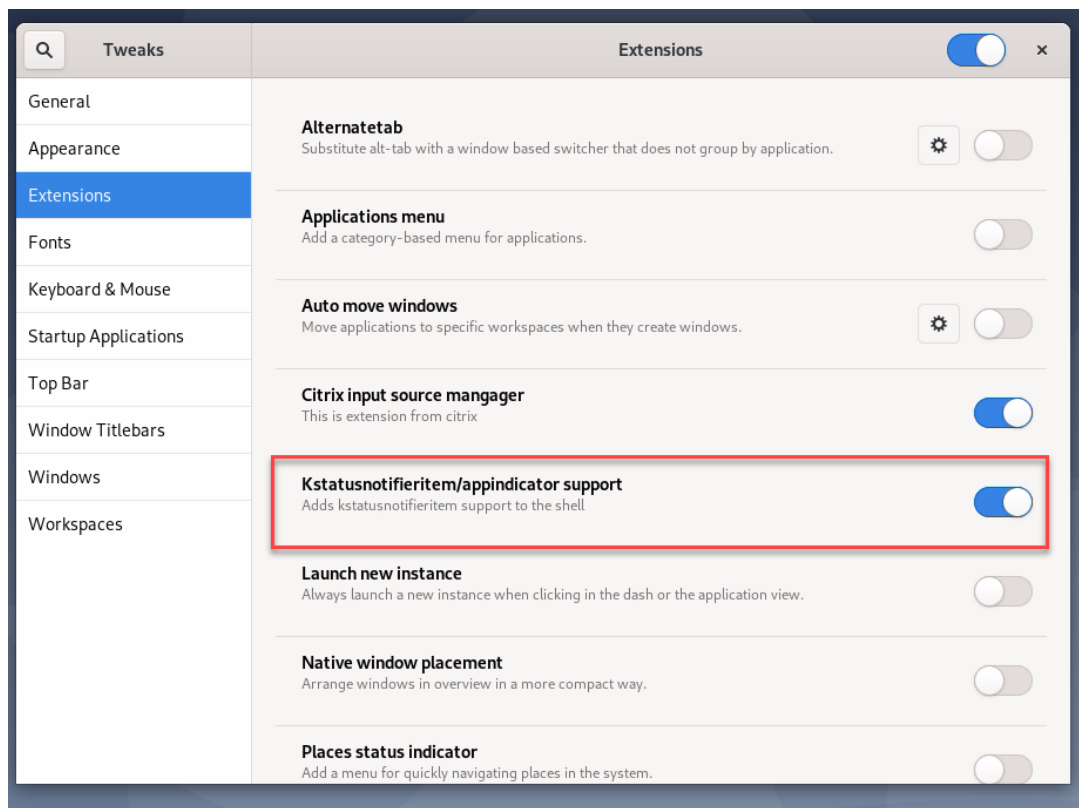 Tweaks
Extensions
General
Appearance
Extensions
Fonts
Keyboard & Mouse
Startup Applications
Top Bar
Window Titlebars
Windows
Workspaces
Alternatetab
Substitute alt-tab with a window based switcher that does not group by application.
Applications menu
Add a category-based menu for applications.
Auto move windows
Move applications to specific workspaces when they create windows.
Citrix input source mangager
This is extension from citrix
Kstatusnotifieritem/appindicator support
Adds kstatusnotifieritem support to the shell
Launch new instance
Always launch a new instance when clicking in the dash or the application view.
Native window placement
Arrange windows in overview in a more compact way.
Places status indicator
Add a menu for quickly navigating places in the system.